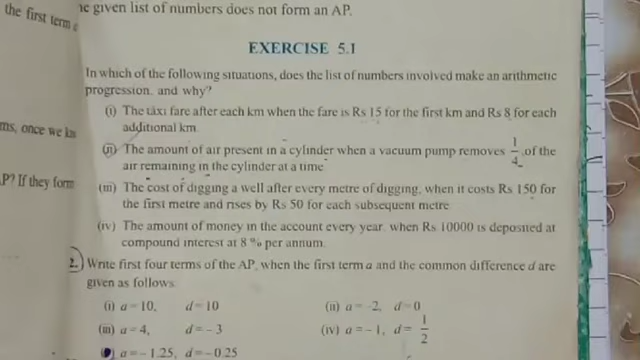 the first term
he given list of numbers does not form an AP.
EXERCISE 5.1
In which of the following situations, does the list of numbers involved make an arithmetic
progression, and why?
(i) The taxi fare after each km when the fare is Rs 15 for the first km and Rs 8 for each
additional km.
ms, once we
(ii) The amount of air present in a cylinder when a vacuum pump removes 1/4 of the
air remaining in the cylinder at a time.
P? If they form
(iii) The cost of digging a well after every metre of digging, when it costs Rs 150 for
the first metre and rises by Rs 50 for each subsequent metre.
(iv) The amount of money in the account every year, when Rs 10000 is deposited at
compound interest at 8 % per annum.
2. Write first four terms of the AP, when the first term a and the common difference d are
given as follows:
(i) a = 10, d = 10 (ii) a = -2, d = 0
(iii) a = 4, d = -3 (iv) a = -1, d = 1/2
a = -1.25, d = -0.25